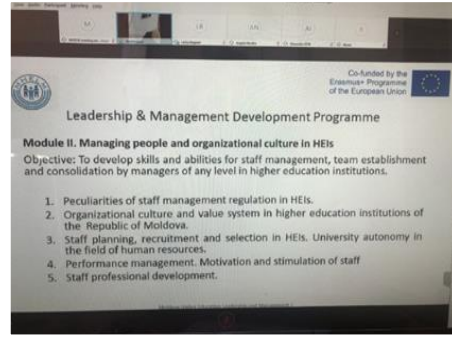 Co-funded by the
Erasmus+ Programme
of the European Union
Leadership & Management Development Programme
Module II. Managing people and organizational culture in HEIs
Objective: To develop skills and abilities for staff management, team establishment
and consolidation by managers of any level in higher education institutions.
1. Peculiarities of staff management regulation in HEIs.
2. Organizational culture and value system in higher education institutions of
the Republic of Moldova.
3. Staff planning, recruitment and selection in HEIs. University autonomy in
the field of human resources.
4. Performance management. Motivation and stimulation of staff
5. Staff professional development.